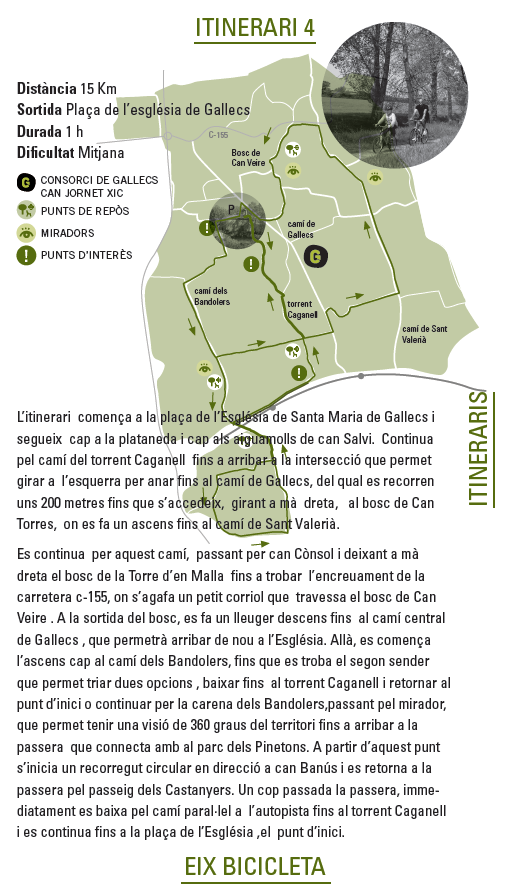 ITINERARI 4
Distància 15 Km
Sortida Plaça de l'església de Gallecs
Durada 1 h
Dificultat Mitjana
G CONSORCI DE GALLECS
CAN JORNET XIC
PUNTS DE REPÒS
MIRADORS
! PUNTS D'INTERÈS
C-155
Bosc de
Can Veire
P
!
camí de
Gallecs
G
!
camí dels
Bandolers
torrent
Caganell
camí de Sant
Valerià
!
ITINERARIS
L'itinerari comença a la plaça de l'Església de Santa Maria de Gallecs i
segueix cap a la plataneda i cap als aiguamolls de can Salvi. Continua
pel camí del torrent Caganell fins a arribar a la intersecció que permet
girar a l'esquerra per anar fins al camí de Gallecs, del qual es recorren
uns 200 metres fins que s'accedeix, girant a mà dreta, al bosc de Can
Torres, on es fa un ascens fins al camí de Sant Valerià.
Es continua per aquest camí, passant per can Cònsol i deixant a mà
dreta el bosc de la Torre d'en Malla fins a trobar l'encreuament de la
carretera c-155, on s'agafa un petit corriol que travessa el bosc de Can
Veire . A la sortida del bosc, es fa un lleuger descens fins al camí central
de Gallecs , que permetrà arribar de nou a l'Església. Allà, es comença
l'ascens cap al camí dels Bandolers, fins que es troba el segon sender
que permet triar dues opcions , baixar fins al torrent Caganell i retornar al
punt d'inici o continuar per la carena dels Bandolers,passant pel mirador,
que permet tenir una visió de 360 graus del territori fins a arribar a la
passera que connecta amb al parc dels Pinetons. A partir d'aquest punt
s'inicia un recorregut circular en direcció a can Banús i es retorna a la
passera pel passeig dels Castanyers. Un cop passada la passera, imme-
diatament es baixa pel camí paral·lel a l'autopista fins al torrent Caganell
i es continua fins a la plaça de l'Església ,el punt d'inici.
EIX BICICLETA